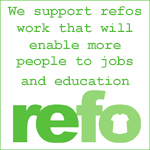 We support refos
work that will
enable more
people to jobs
and education
refo